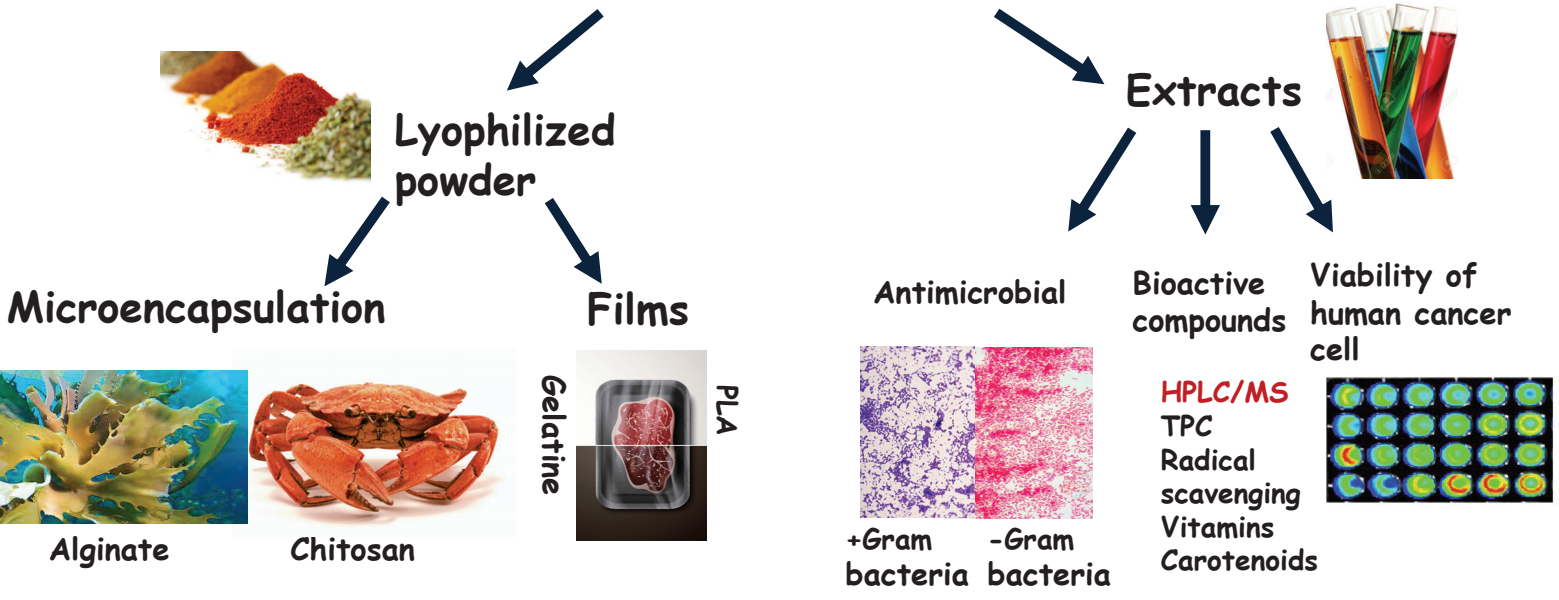 Extracts
Lyophilized
powder
Microencapsulation
Films
Antimicrobial
Bioactive
compounds
Viability of
human cancer
cell
Gelatine
PLA
HPLC/MS
TPC
Radical
scavenging
Vitamins
Carotenoids
Alginate
Chitosan
+Gram
bacteria
-Gram
bacteria